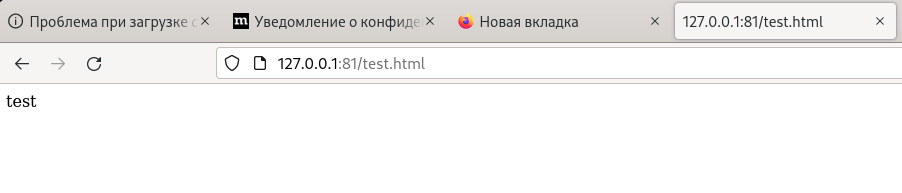 Проблема при загрузке с
Уведомление о конфиде
Новая вкладка
127.0.0.1:81/test.html
127.0.0.1:81/test.html
test